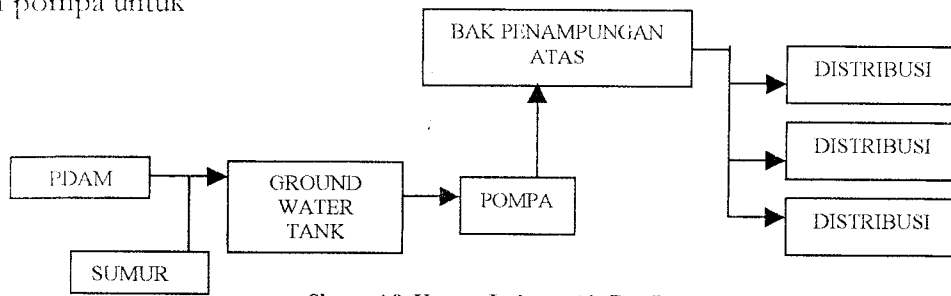 pompa untuk
BAK PENAMPUNGAN
ATAS
DISTRIBUSI
DISTRIBUSI
DISTRIBUSI
PDAM
GROUND
WATER
TANK
POMPA
SUMUR